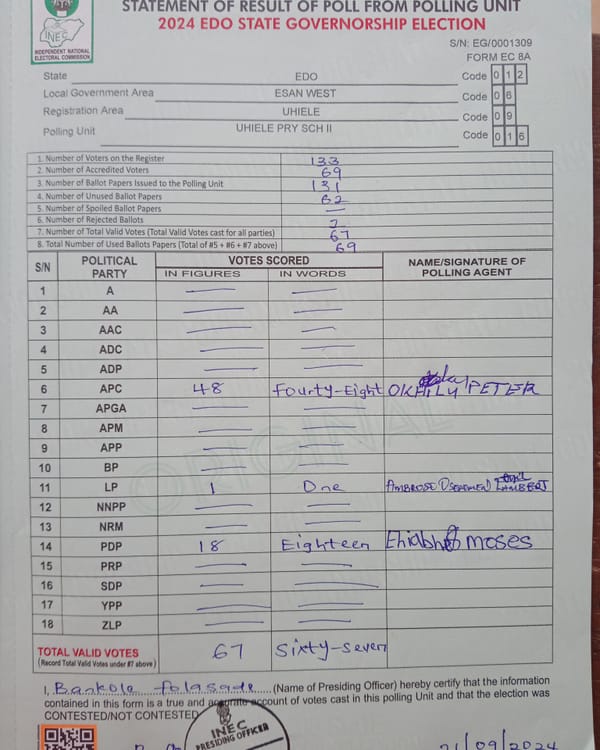 STATEMENT OF RESULT OF POLL FROM POLLING UNIT
2024 EDO STATE GOVERNORSHIP ELECTION
INEC
INDEPENDENT NATIONAL ELECTORAL COMMISSION
S/N: EG/0001309
FORM EC 8A
State EDO Code 0 1 2
Local Government Area ESAN WEST Code 0 6
Registration Area UHIELE Code 0 9
Polling Unit UHIELE PRY SCH II Code 0 1 6
1. Number of Voters on the Register 133
2. Number of Accredited Voters 69
3. Number of Ballot Papers Issued to the Polling Unit 131
4. Number of Unused Ballot Papers 62
5. Number of Spoiled Ballot Papers —
6. Number of Rejected Ballots 2
7. Number of Total Valid Votes (Total Valid Votes cast for all parties) 67
8. Total Number of Used Ballots Papers (Total of #5 + #6 + #7 above) 69
S/N POLITICAL PARTY VOTES SCORED NAME/SIGNATURE OF POLLING AGENT
IN FIGURES IN WORDS
1 A — —
2 AA — —
3 AAC — —
4 ADC — —
5 ADP — —
6 APC 48 Fourty-Eight PETER
7 APGA — —
8 APM — —
9 APP — —
10 BP — —
11 LP 1 One AMBROSE LAMBERT
12 NNPP — —
13 NRM — —
14 PDP 18 Eighteen moses
15 PRP — —
16 SDP — —
17 YPP — —
18 ZLP — —
TOTAL VALID VOTES 67 Sixty-Seven
(Record Total Valid Votes under #7 above)
ORIGINAL
I, Bankole Folasade (Name of Presiding Officer) hereby certify that the information
contained in this form is a true and accurate account of votes cast in this polling Unit and that the election was
CONTESTED/NOT CONTESTED
INEC
PRESIDING OFFICER
21/09/2024